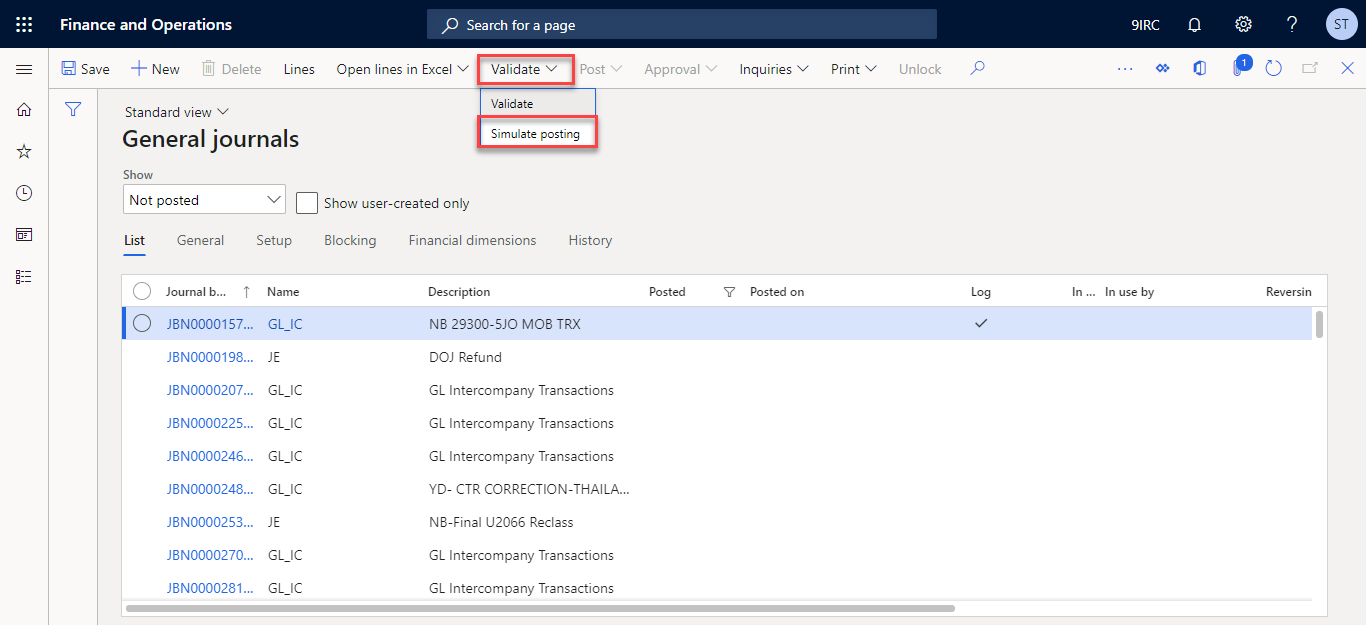 Finance and Operations Search for a page 9IRC ? ST
Save New Delete Lines Open lines in Excel Validate Post Approval Inquiries Print Unlock ... 1
Validate
Simulate posting
Standard view
General journals
Show
Not posted Show user-created only
List General Setup Blocking Financial dimensions History
Journal b... ↑ Name Description Posted Posted on Log In ... In use by Reversin
JBN0000157... GL_IC NB 29300-5JO MOB TRX ✓
JBN0000198... JE DOJ Refund
JBN0000207... GL_IC GL Intercompany Transactions
JBN0000225... GL_IC GL Intercompany Transactions
JBN0000246... GL_IC GL Intercompany Transactions
JBN0000248... GL_IC YD- CTR CORRECTION-THAILA...
JBN0000253... JE NB-Final U2066 Reclass
JBN0000270... GL_IC GL Intercompany Transactions
JBN0000281... GL_IC GL Intercompany Transactions